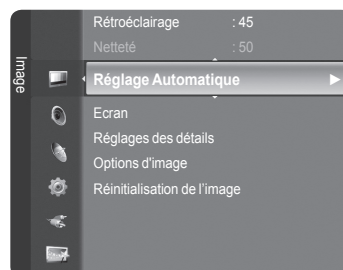 Image
Rétroéclairage : 45
Netteté : 50
Réglage Automatique
Ecran
Réglages des détails
Options d'image
Réinitialisation de l'image